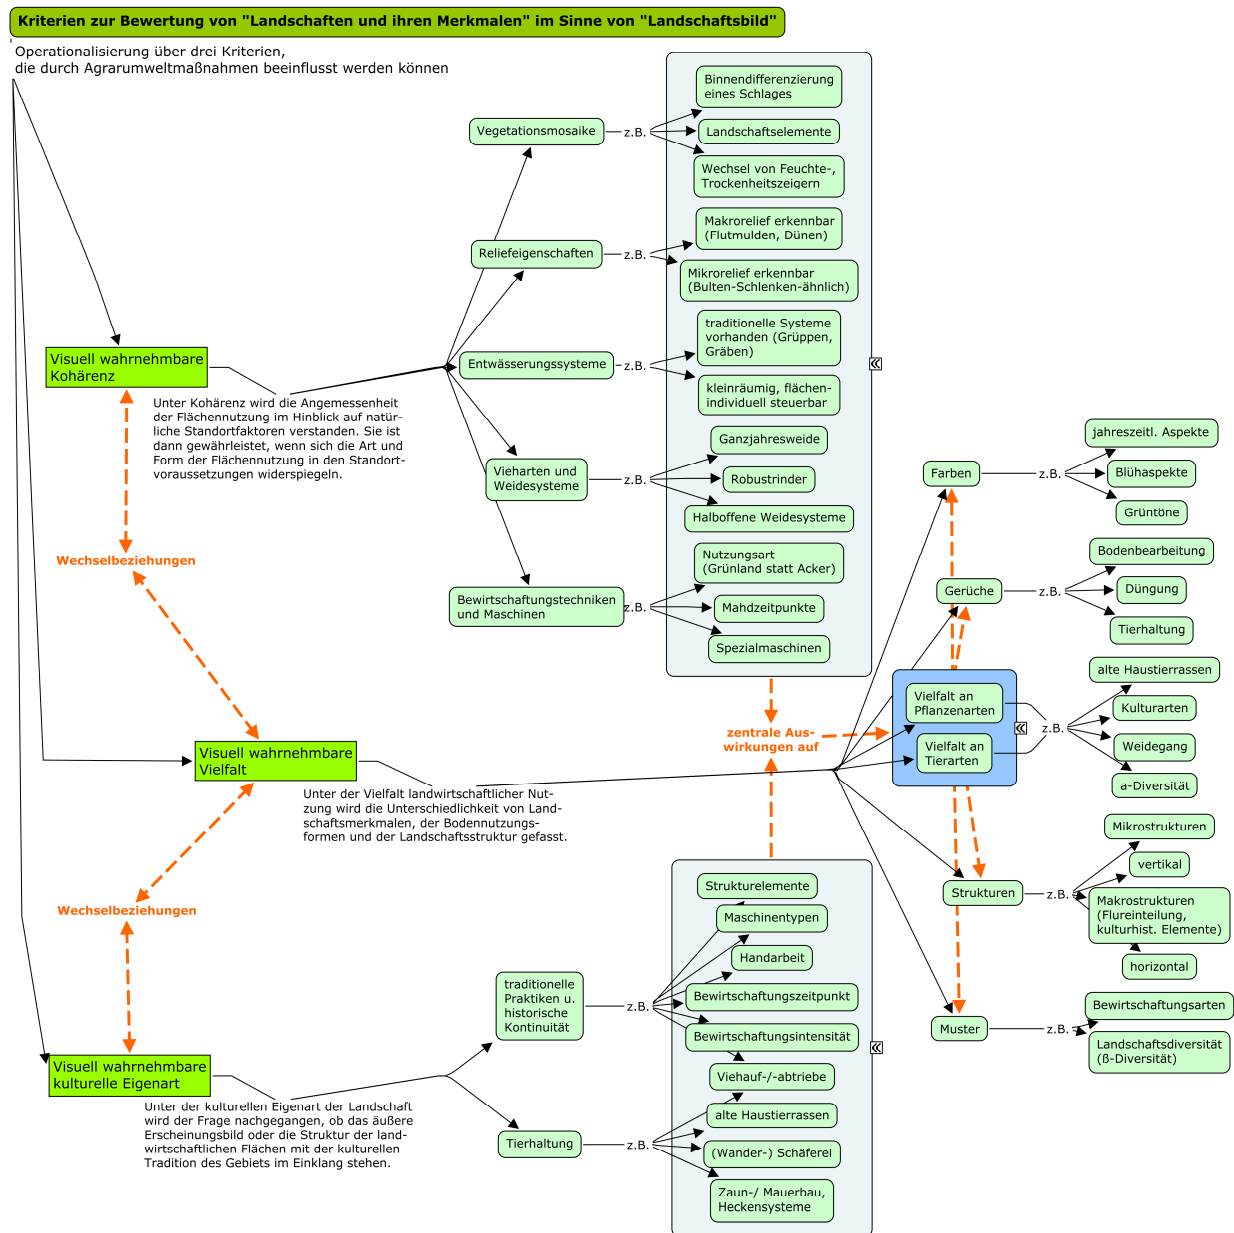 Kriterien zur Bewertung von "Landschaften und ihren Merkmalen" im Sinne von "Landschaftsbild"
Operationalisierung über drei Kriterien,
die durch Agrarumweltmaßnahmen beeinflusst werden können
Visuell wahrnehmbare
Kohärenz
Unter Kohärenz wird die Angemessenheit
der Flächennutzung im Hinblick auf natür-
liche Standortfaktoren verstanden. Sie ist
dann gewährleistet, wenn sich die Art und
Form der Flächennutzung in den Standort-
voraussetzungen widerspiegeln.
Vegetationsmosaike
z.B.
Binnendifferenzierung
eines Schlages
Landschaftselemente
Wechsel von Feuchte-,
Trockenheitszeigern
Reliefeigenschaften
z.B.
Makrorelief erkennbar
(Flutmulden, Dünen)
Mikrorelief erkennbar
(Bulten-Schlenken-ähnlich)
Entwässerungssysteme
z.B.
traditionelle Systeme
vorhanden (Grüppen,
Gräben)
kleinräumig, flächen-
individuell steuerbar
Vieharten und
Weidesysteme
z.B.
Ganzjahresweide
Robustrinder
Halboffene Weidesysteme
Bewirtschaftungstechniken
und Maschinen
z.B.
Nutzungsart
(Grünland statt Acker)
Mahdzeitpunkte
Spezialmaschinen
Wechselbeziehungen
Visuell wahrnehmbare
Vielfalt
Unter der Vielfalt landwirtschaftlicher Nut-
zung wird die Unterschiedlichkeit von Land-
schaftsmerkmalen, der Bodennutzungs-
formen und der Landschaftsstruktur gefasst.
zentrale Aus-
wirkungen auf
Farben
z.B.
jahreszeitl. Aspekte
Blühaspekte
Grüntöne
Gerüche
z.B.
Bodenbearbeitung
Düngung
Tierhaltung
Vielfalt an
Pflanzenarten
Vielfalt an
Tierarten
z.B.
alte Haustierrassen
Kulturarten
Weidegang
a-Diversität
Strukturen
z.B.
Mikrostrukturen
vertikal
Makrostrukturen
(Flureinteilung,
kulturhist. Elemente)
horizontal
Muster
z.B.
Bewirtschaftungsarten
Landschaftsdiversität
(ß-Diversität)
Wechselbeziehungen
Visuell wahrnehmbare
kulturelle Eigenart
Unter der kulturellen Eigenart der Landschaft
wird der Frage nachgegangen, ob das äußere
Erscheinungsbild oder die Struktur der land-
wirtschaftlichen Flächen mit der kulturellen
Tradition des Gebiets im Einklang stehen.
traditionelle
Praktiken u.
historische
Kontinuität
z.B.
Strukturelemente
Maschinentypen
Handarbeit
Bewirtschaftungszeitpunkt
Bewirtschaftungsintensität
Viehauf-/-abtriebe
Tierhaltung
z.B.
alte Haustierrassen
(Wander-) Schäferei
Zaun-/ Mauerbau,
Heckensysteme